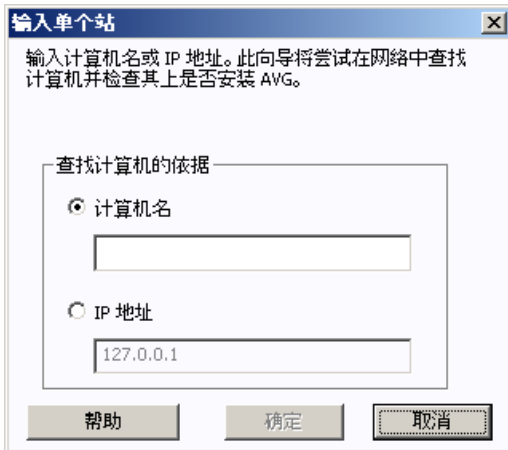 输入单个站
输入计算机名或 IP 地址。此向导将尝试在网络中查找
计算机并检查其上是否安装 AVG。
查找计算机的依据
计算机名
IP 地址
127.0.0.1
帮助
确定
取消